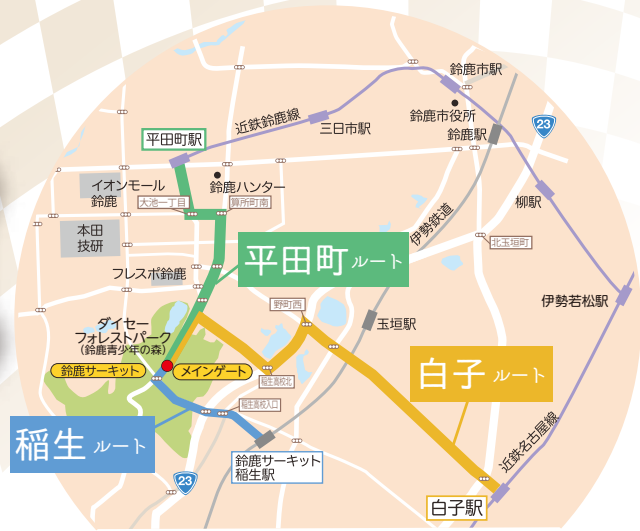 鈴鹿市駅
近鉄鈴鹿線
三日市駅
鈴鹿市役所
鈴鹿駅
23
平田町駅
イオンモール
鈴鹿
鈴鹿ハンター
大池一丁目
算所町南
柳駅
伊勢鉄道
北玉垣町
本田
技研
平田町 ルート
フレスポ鈴鹿
伊勢若松駅
野町西
玉垣駅
ダイセー
フォレストパーク
(鈴鹿青少年の森)
鈴鹿サーキット
メインゲート
稲生高校北
白子 ルート
稲生高校入口
稲生 ルート
近鉄名古屋線
鈴鹿サーキット
稲生駅
23
白子駅